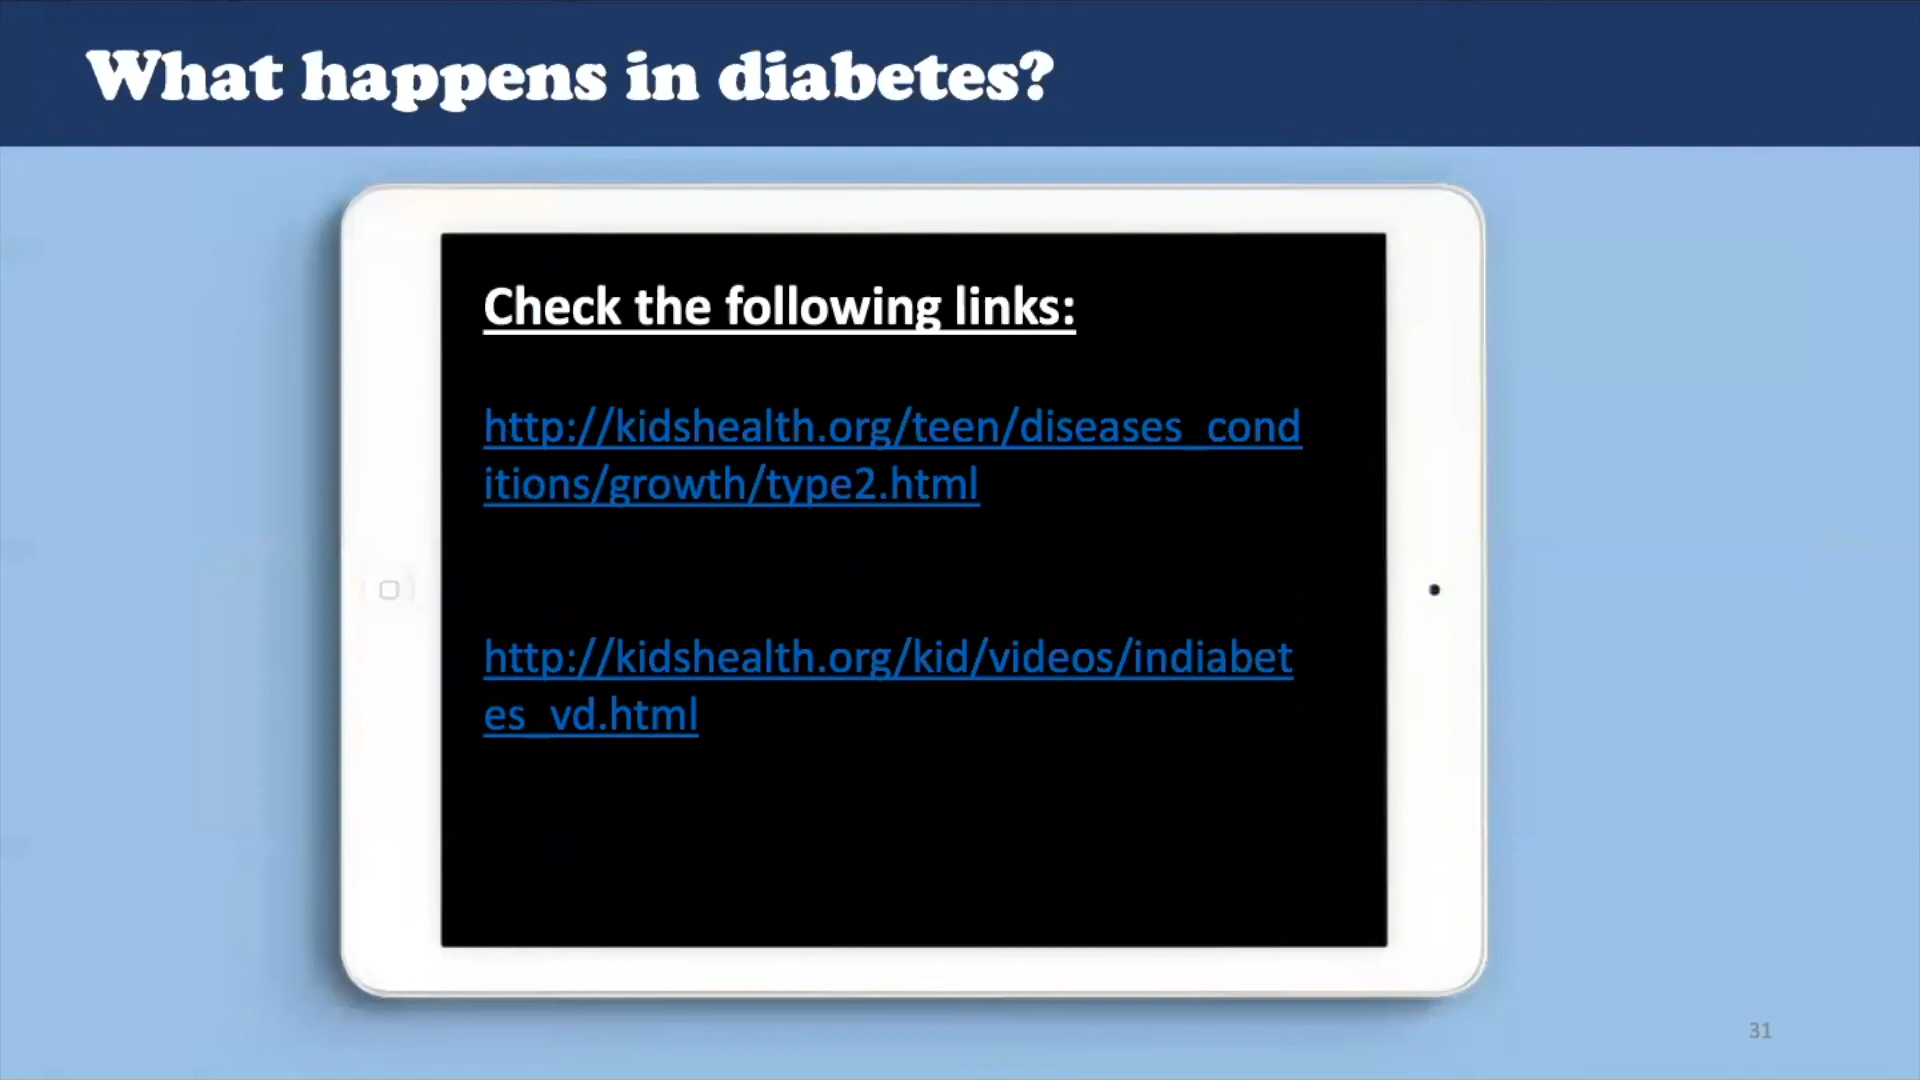 What happens in diabetes?
Check the following links:
http://kidshealth.org/teen/diseases_cond
itions/growth/type2.html
http://kidshealth.org/kid/videos/indiabet
es_vd.html
31